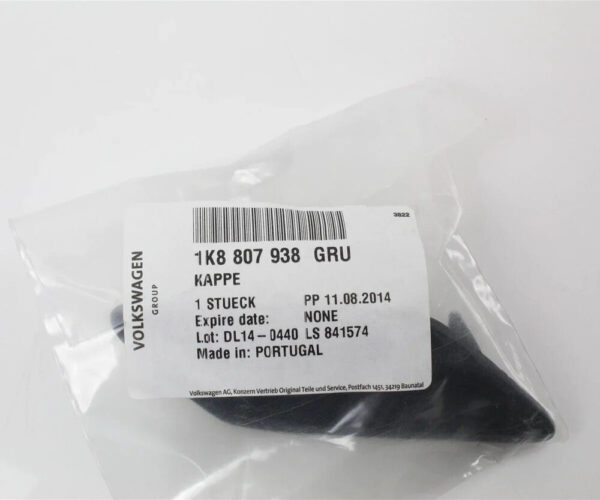 3822
1K8 807 938 GRU
KAPPE
1 STUECK PP 11.08.2014
Expire date: NONE
Lot: DL14-0440 LS 841574
Made in: PORTUGAL
VOLKSWAGEN
GROUP
Volkswagen AG, Konzern Vertrieb Original Teile und Service, Postfach 1451, 34219 Baunatal